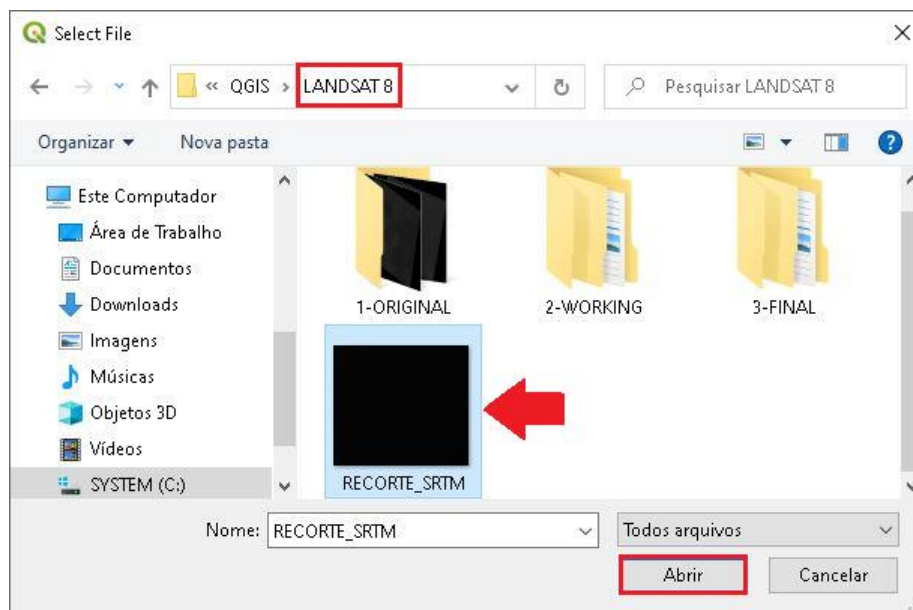 Select File
« QGIS › LANDSAT 8
Pesquisar LANDSAT 8
Organizar
Nova pasta
?
Este Computador
Área de Trabalho
Documentos
Downloads
Imagens
Músicas
Objetos 3D
Vídeos
SYSTEM (C:)
1-ORIGINAL
2-WORKING
3-FINAL
RECORTE_SRTM
Nome: RECORTE_SRTM
Todos arquivos
Abrir
Cancelar